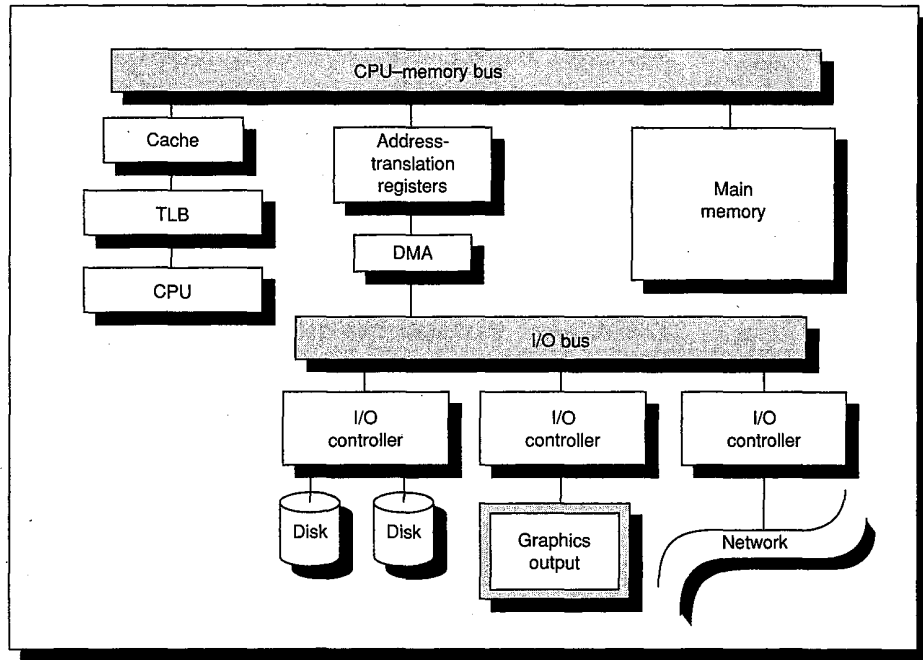 CPU–memory bus
Cache
Address-
translation
registers
Main
memory
TLB
DMA
CPU
I/O bus
I/O
controller
I/O
controller
I/O
controller
Disk
Disk
Graphics
output
Network